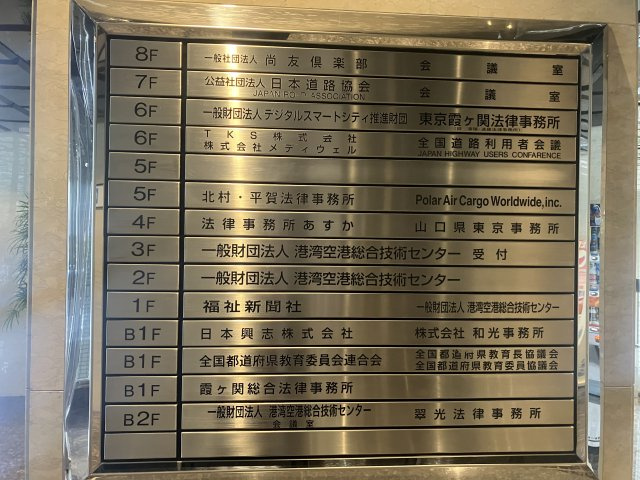 8F 一般社団法人 尚友倶楽部 会議室
7F 公益社団法人 日本道路協会 会議室
JAPAN ROAD ASSOCIATION
6F 一般財団法人 デジタルスマートシティ推進財団 東京霞ヶ関法律事務所
6F TKS株式会社 全国道路利用者会議
株式会社メティウェル JAPAN HIGHWAY USERS CONFARENCE
5F
5F 北村・平賀法律事務所 Polar Air Cargo Worldwide,inc.
4F 法律事務所あすか 山口県東京事務所
3F 一般財団法人 港湾空港総合技術センター 受付
2F 一般財団法人 港湾空港総合技術センター
1F 福祉新聞社 一般財団法人 港湾空港総合技術センター
B1F 日本興志株式会社 株式会社 和光事務所
B1F 全国都道府県教育委員会連合会 全国都道府県教育長協議会
全国都道府県教育委員協議会
B1F 霞ヶ関総合法律事務所
B2F 一般財団法人 港湾空港総合技術センター 翠光法律事務所
会議室